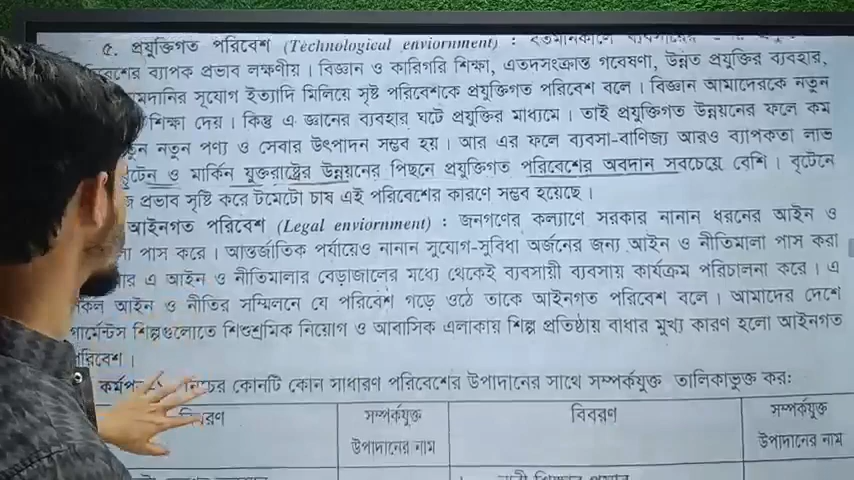 ৫. প্রযুক্তিগত পরিবেশ (Technological enviornment) : বর্তমানকালে ব্যবসায়ের
ব্যাপক প্রভাব লক্ষণীয়। বিজ্ঞান ও কারিগরি শিক্ষা, এতদসংক্রান্ত গবেষণা, উন্নত প্রযুক্তির ব্যবহার,
সুযোগ ইত্যাদি মিলিয়ে সৃষ্ট পরিবেশকে প্রযুক্তিগত পরিবেশ বলে। বিজ্ঞান আমাদেরকে নতুন
শিক্ষা দেয়। কিন্তু এ জ্ঞানের ব্যবহার ঘটে প্রযুক্তির মাধ্যমে। তাই প্রযুক্তিগত উন্নয়নের ফলে কম
নতুন পণ্য ও সেবার উৎপাদন সম্ভব হয়। আর এর ফলে ব্যবসা-বাণিজ্য আরও ব্যাপকতা লাভ
ও মার্কিন যুক্তরাষ্ট্রের উন্নয়নের পিছনে প্রযুক্তিগত পরিবেশের অবদান সবচেয়ে বেশি। বৃটেনে
প্রভাব সৃষ্টি করে টমেটো চাষ এই পরিবেশের কারণে সম্ভব হয়েছে।
আইনগত পরিবেশ (Legal enviornment) : জনগণের কল্যাণে সরকার নানান ধরনের আইন ও
পাস করে। আন্তর্জাতিক পর্যায়েও নানান সুযোগ-সুবিধা অর্জনের জন্য আইন ও নীতিমালা পাস করা
এ আইন ও নীতিমালার বেড়াজালের মধ্যে থেকেই ব্যবসায়ী ব্যবসায় কার্যক্রম পরিচালনা করে। এ
আইন ও নীতির সম্মিলনে যে পরিবেশ গড়ে ওঠে তাকে আইনগত পরিবেশ বলে। আমাদের দেশে
গার্মেন্টস শিল্পগুলোতে শিশুশ্রমিক নিয়োগ ও আবাসিক এলাকায় শিল্প প্রতিষ্ঠায় বাধার মুখ্য কারণ হলো আইনগত
পরিবেশ।
নিচের কোনটি কোন সাধারণ পরিবেশের উপাদানের সাথে সম্পর্কযুক্ত তালিকাভুক্ত কর:
সম্পর্কযুক্ত উপাদানের নাম
বিবরণ
সম্পর্কযুক্ত উপাদানের নাম